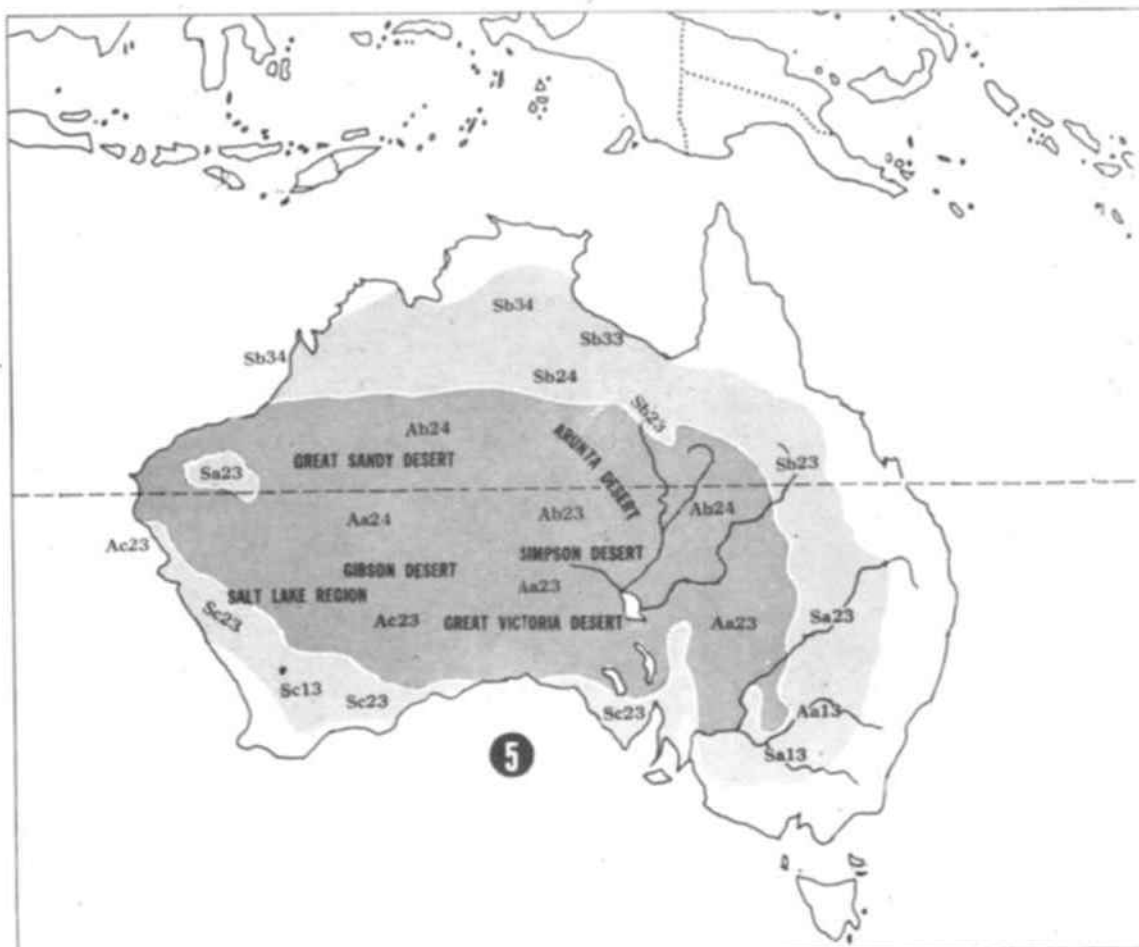 Sb34
Sb33
Sb34
Sb24
Sb23
Ab24
ARUNTA DESERT
GREAT SANDY DESERT
Sa23
Sb23
Aa24
Ab23
Ab24
Ac23
SIMPSON DESERT
GIBSON DESERT
Aa23
SALT LAKE REGION
Sc23
Ac23
GREAT VICTORIA DESERT
Aa23
Sa23
Sc13
Sc23
Sc23
Aa13
Sa13
5